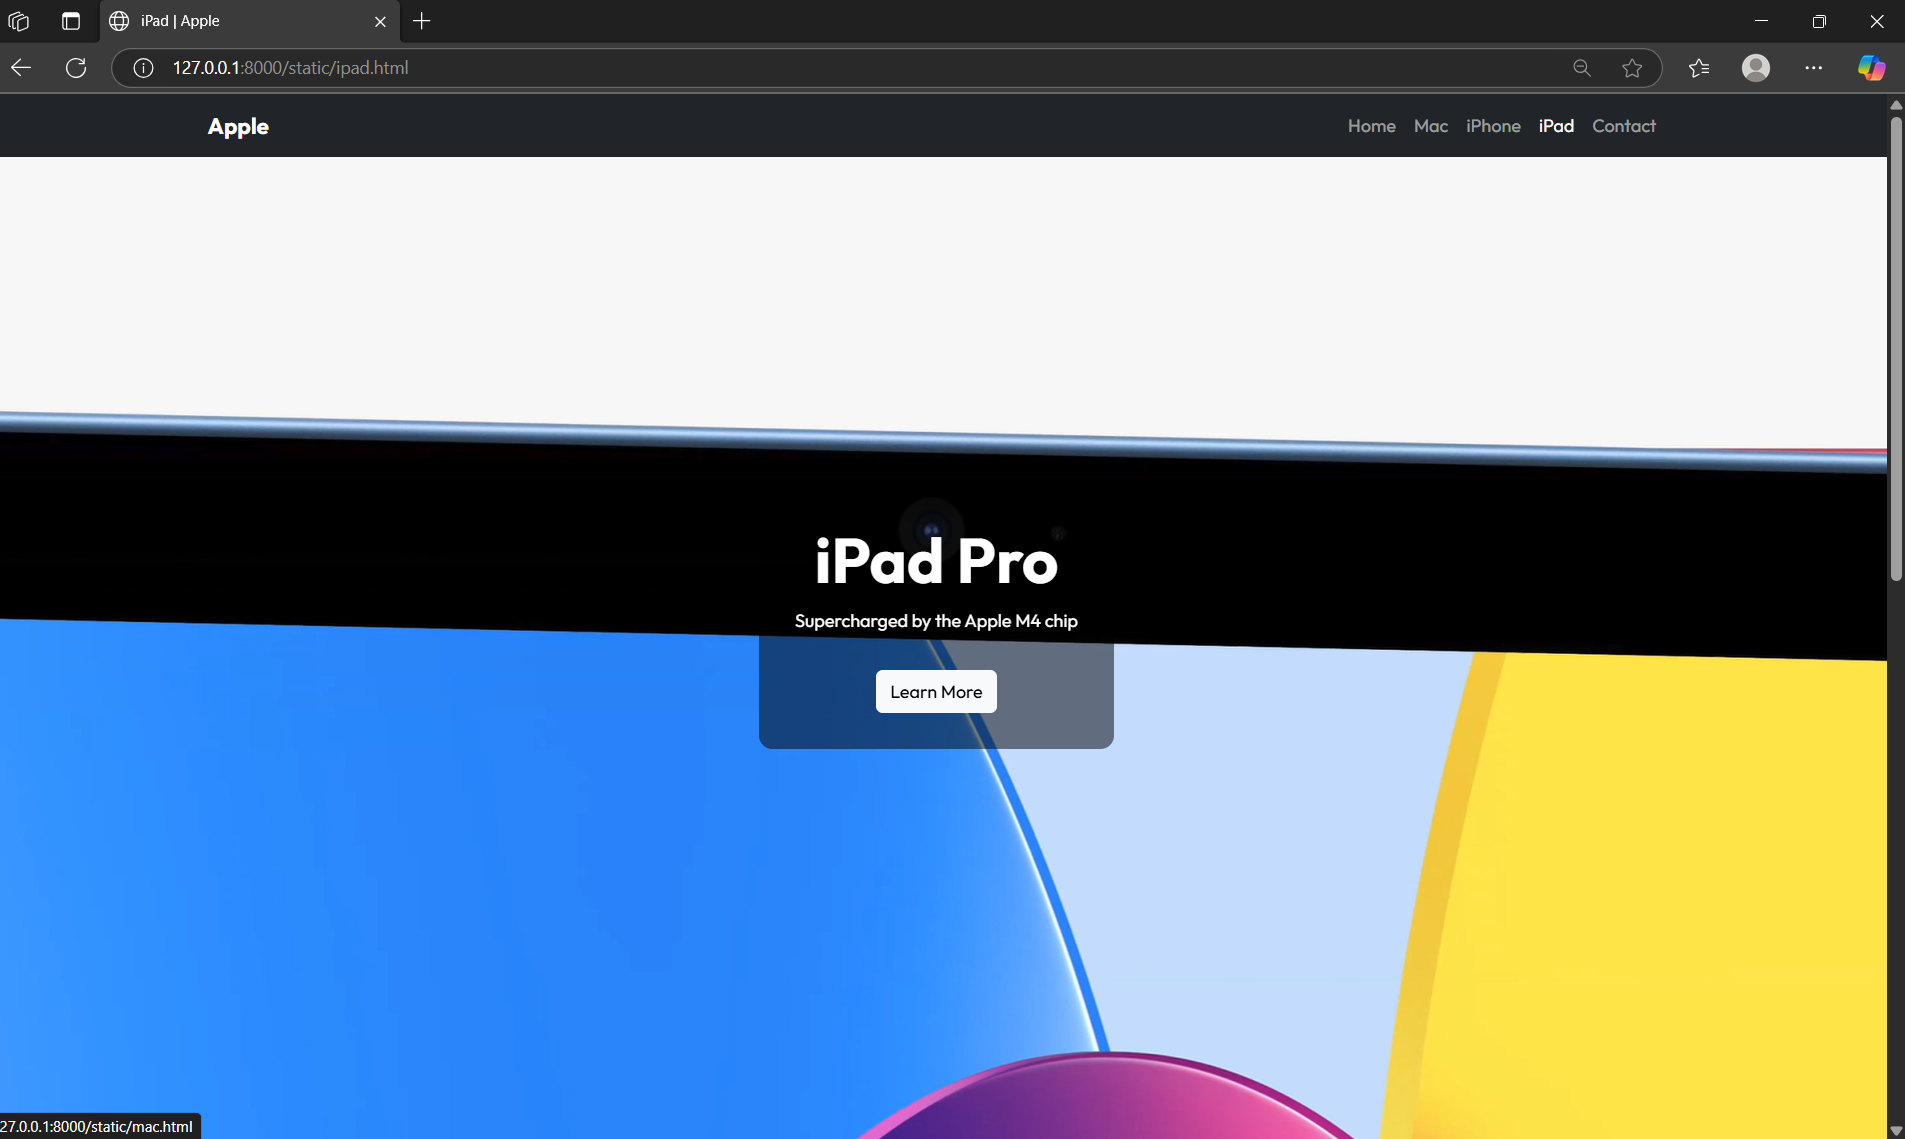 iPad | Apple
127.0.0.1:8000/static/ipad.html
Apple
Home Mac iPhone iPad Contact
iPad Pro
Supercharged by the Apple M4 chip
Learn More
27.0.0.1:8000/static/mac.html